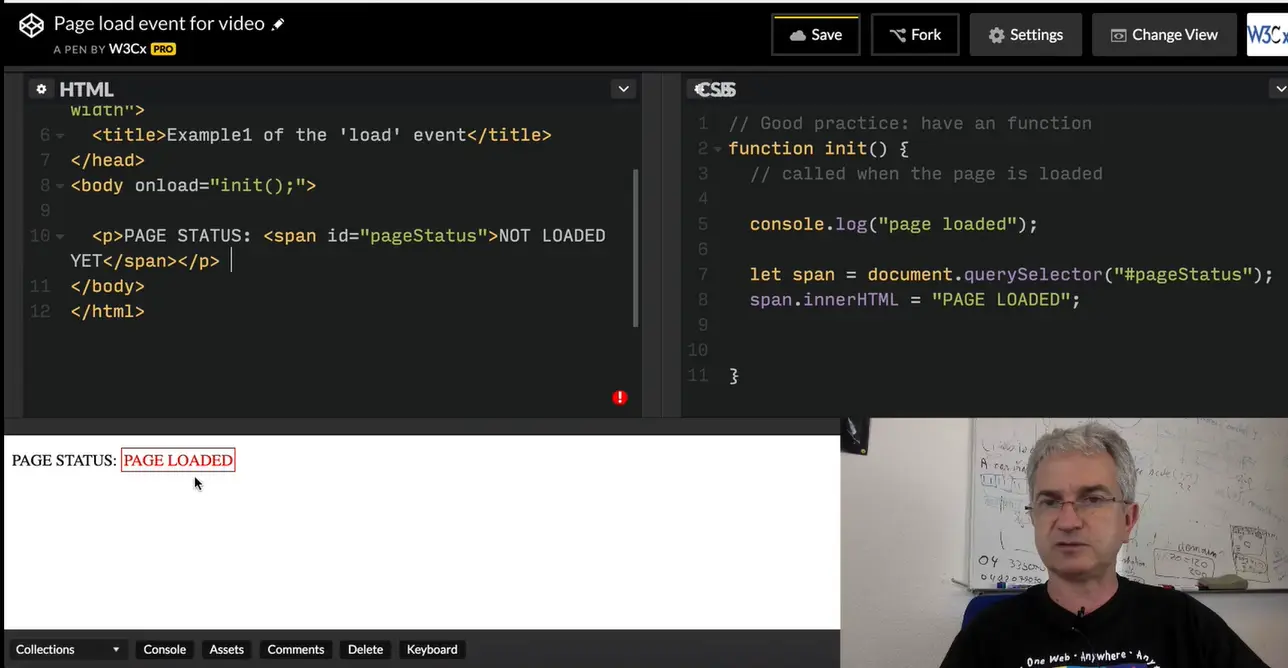 Page load event for video
A PEN BY W3Cx PRO
Save
Fork
Settings
Change View
W3Cx
HTML
width">
6 <title>Example1 of the 'load' event</title>
7 </head>
8 <body onload="init();">
9
10 <p>PAGE STATUS: <span id="pageStatus">NOT LOADED
YET</span></p>
11 </body>
12 </html>
1 // Good practice: have an function
2 function init() {
3 // called when the page is loaded
4
5 console.log("page loaded");
6
7 let span = document.querySelector("#pageStatus");
8 span.innerHTML = "PAGE LOADED";
9
10
11 }
PAGE STATUS: PAGE LOADED
Collections
Console
Assets
Comments
Delete
Keyboard
One Web · Anywhere ·